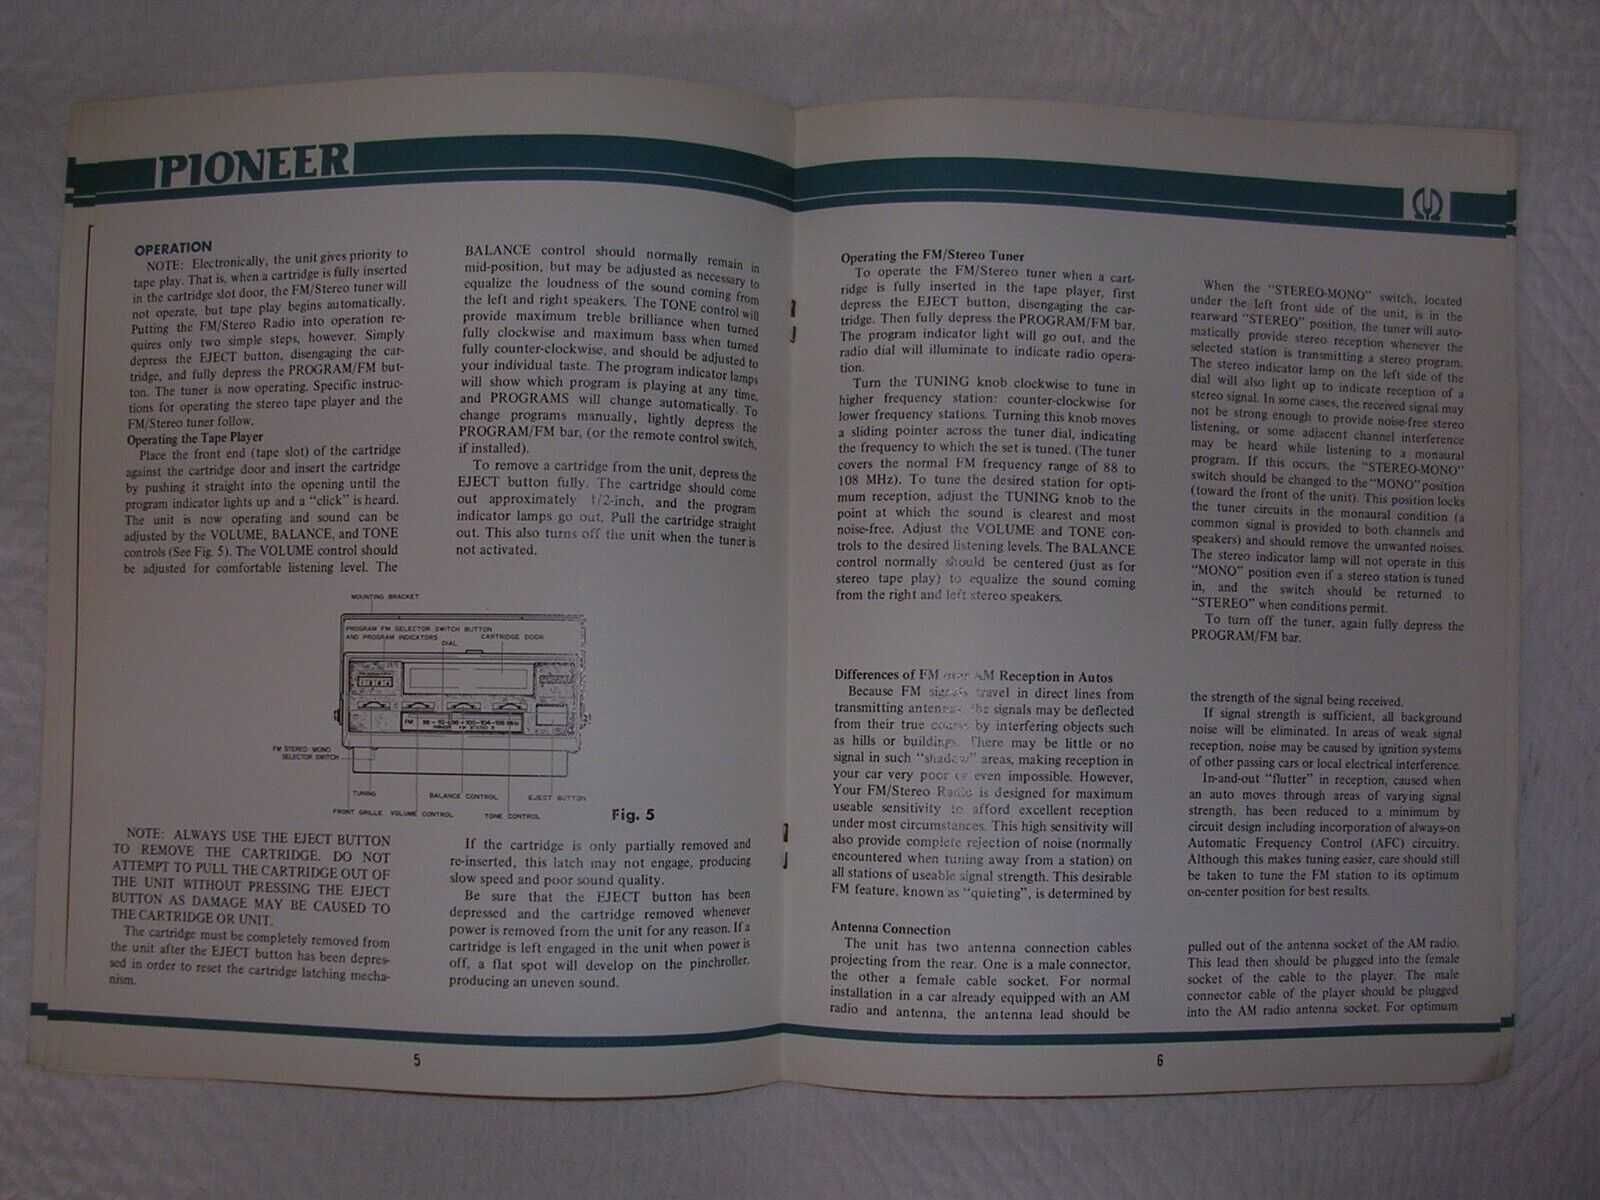 PIONEER
OPERATION
NOTE: Electronically, the unit gives priority to
tape play. That is, when a cartridge is fully inserted
in the cartridge slot door, the FM/Stereo tuner will
not operate, but tape play begins automatically.
Putting the FM/Stereo Radio into operation re-
quires only two simple steps, however. Simply
depress the EJECT button, disengaging the car-
tridge, and fully depress the PROGRAM/FM but-
ton. The tuner is now operating. Specific instruc-
tions for operating the stereo tape player and the
FM/Stereo tuner follow.
Operating the Tape Player
Place the front end (tape slot) of the cartridge
against the cartridge door and insert the cartridge
by pushing it straight into the opening until the
program indicator lights up and a “click” is heard.
The unit is now operating and sound can be
adjusted by the VOLUME, BALANCE, and TONE
controls (See Fig. 5). The VOLUME control should
be adjusted for comfortable listening level. The
BALANCE control should normally remain in
mid-position, but may be adjusted as necessary to
equalize the loudness of the sound coming from
the left and right speakers. The TONE control will
provide maximum treble brilliance when turned
fully clockwise and maximum bass when turned
fully counter-clockwise, and should be adjusted to
your individual taste. The program indicator lamps
will show which program is playing at any time,
and PROGRAMS will change automatically. To
change programs manually, lightly depress the
PROGRAM/FM bar, (or the remote control switch,
if installed).
To remove a cartridge from the unit, depress the
EJECT button fully. The cartridge should come
out approximately 1/2-inch, and the program
indicator lamps go out. Pull the cartridge straight
out. This also turns off the unit when the tuner is
not activated.
MOUNTING BRACKET
PROGRAM FM SELECTOR SWITCH BUTTON
AND PROGRAM INDICATORS
CARTRIDGE DOOR
DIAL
FM 88 92 96 100 104 108 MHz
FM STEREO MONO
SELECTOR SWITCH
TUNING
BALANCE CONTROL
EJECT BUTTON
FRONT GRILLE
VOLUME CONTROL
TONE CONTROL
Fig. 5
NOTE: ALWAYS USE THE EJECT BUTTON
TO REMOVE THE CARTRIDGE. DO NOT
ATTEMPT TO PULL THE CARTRIDGE OUT OF
THE UNIT WITHOUT PRESSING THE EJECT
BUTTON AS DAMAGE MAY BE CAUSED TO
THE CARTRIDGE OR UNIT.
The cartridge must be completely removed from
the unit after the EJECT button has been depres-
sed in order to reset the cartridge latching mecha-
nism.
If the cartridge is only partially removed and
re-inserted, this latch may not engage, producing
slow speed and poor sound quality.
Be sure that the EJECT button has been
depressed and the cartridge removed whenever
power is removed from the unit for any reason. If a
cartridge is left engaged in the unit when power is
off, a flat spot will develop on the pinchroller,
producing an uneven sound.
5
Operating the FM/Stereo Tuner
To operate the FM/Stereo tuner when a cart-
ridge is fully inserted in the tape player, first
depress the EJECT button, disengaging the car-
tridge. Then fully depress the PROGRAM/FM bar.
The program indicator light will go out, and the
radio dial will illuminate to indicate radio opera-
tion.
Turn the TUNING knob clockwise to tune in
higher frequency station: counter-clockwise for
lower frequency stations. Turning this knob moves
a sliding pointer across the tuner dial, indicating
the frequency to which the set is tuned. (The tuner
covers the normal FM frequency range of 88 to
108 MHz). To tune the desired station for opti-
mum reception, adjust the TUNING knob to the
point at which the sound is clearest and most
noise-free. Adjust the VOLUME and TONE con-
trols to the desired listening levels. The BALANCE
control normally should be centered (just as for
stereo tape play) to equalize the sound coming
from the right and left stereo speakers.
When the “STEREO-MONO” switch, located
under the left front side of the unit, is in the
rearward “STEREO” position, the tuner will auto-
matically provide stereo reception whenever the
selected station is transmitting a stereo program.
The stereo indicator lamp on the left side of the
dial will also light up to indicate reception of a
stereo signal. In some cases, the received signal may
not be strong enough to provide noise-free stereo
listening, or some adjacent channel interference
may be heard while listening to a monaural
program. If this occurs, the “STEREO-MONO”
switch should be changed to the “MONO” position
(toward the front of the unit). This position locks
the tuner circuits in the monaural condition (a
common signal is provided to both channels and
speakers) and should remove the unwanted noises.
The stereo indicator lamp will not operate in this
“MONO” position even if a stereo station is tuned
in, and the switch should be returned to
“STEREO” when conditions permit.
To turn off the tuner, again fully depress the
PROGRAM/FM bar.
Differences of FM over AM Reception in Autos
Because FM signals travel in direct lines from
transmitting antennas, the signals may be deflected
from their true course by interfering objects such
as hills or buildings. There may be little or no
signal in such “shadow” areas, making reception in
your car very poor or even impossible. However,
Your FM/Stereo Radio is designed for maximum
useable sensitivity to afford excellent reception
under most circumstances. This high sensitivity will
also provide complete rejection of noise (normally
encountered when tuning away from a station) on
all stations of useable signal strength. This desirable
FM feature, known as “quieting”, is determined by
the strength of the signal being received.
If signal strength is sufficient, all background
noise will be eliminated. In areas of weak signal
reception, noise may be caused by ignition systems
of other passing cars or local electrical interference.
In-and-out “flutter” in reception, caused when
an auto moves through areas of varying signal
strength, has been reduced to a minimum by
circuit design including incorporation of always-on
Automatic Frequency Control (AFC) circuitry.
Although this makes tuning easier, care should still
be taken to tune the FM station to its optimum
on-center position for best results.
Antenna Connection
The unit has two antenna connection cables
projecting from the rear. One is a male connector,
the other a female cable socket. For normal
installation in a car already equipped with an AM
radio and antenna, the antenna lead should be
pulled out of the antenna socket of the AM radio.
This lead then should be plugged into the female
socket of the cable to the player. The male
connector cable of the player should be plugged
into the AM radio antenna socket. For optimum
6